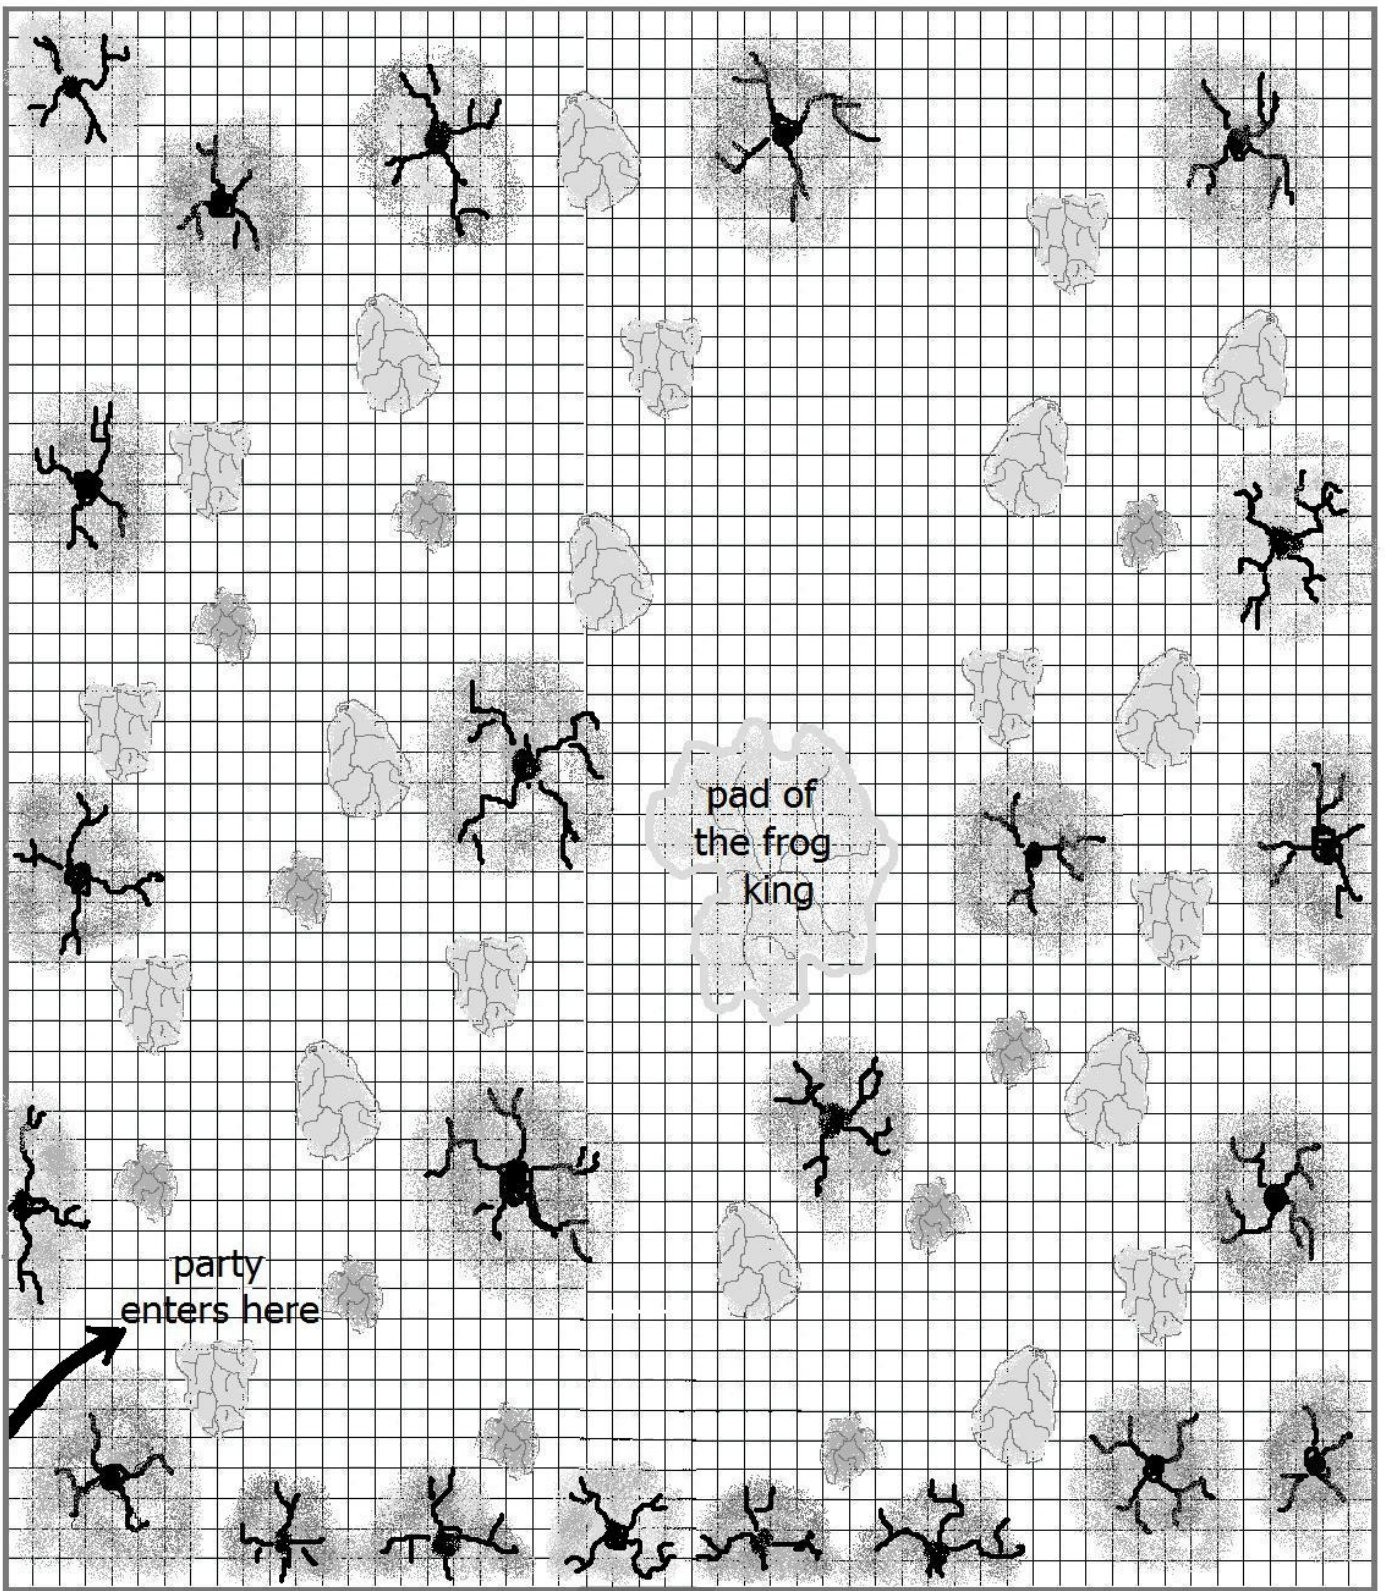 pad of
the frog
king
party
enters here